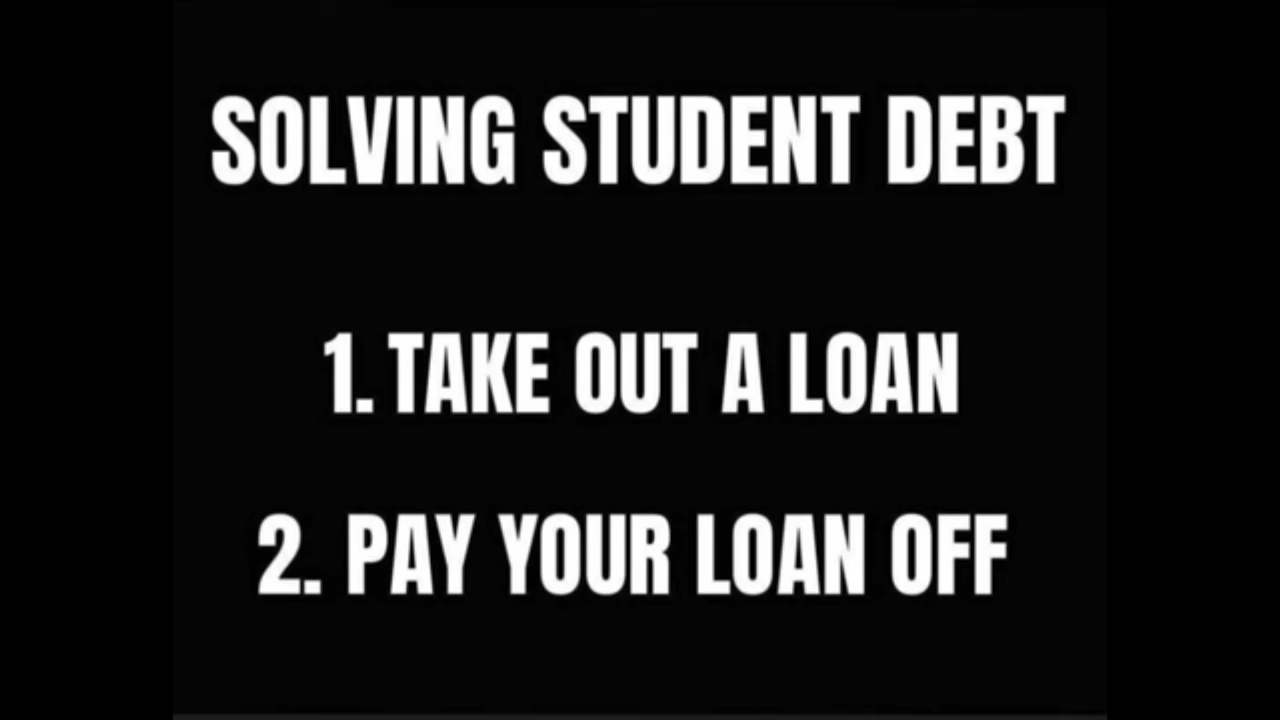 SOLVING STUDENT DEBT
1. TAKE OUT A LOAN
2. PAY YOUR LOAN OFF